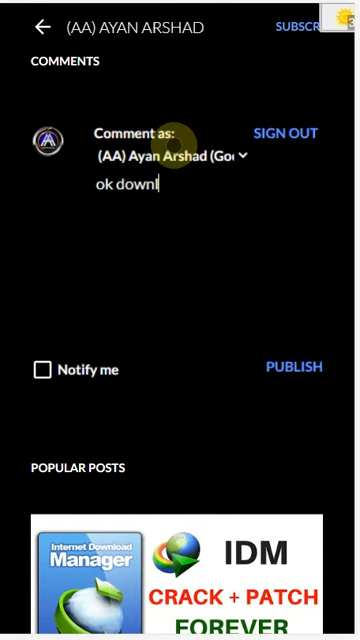 (AA) AYAN ARSHAD
SUBSCR
COMMENTS
Comment as:
SIGN OUT
(AA) Ayan Arshad (Goo
ok downl
Notify me
PUBLISH
POPULAR POSTS
Internet Download
Manager
IDM
CRACK + PATCH
FOREVER